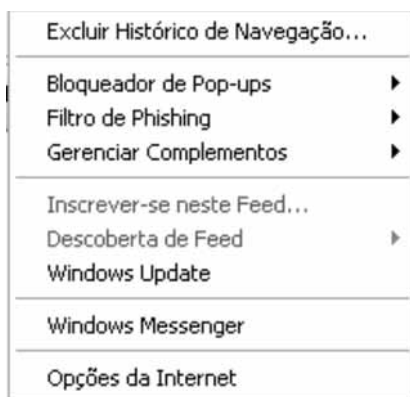 Excluir Histórico de Navegação...
Bloqueador de Pop-ups
Filtro de Phishing
Gerenciar Complementos
Inscrever-se neste Feed...
Descoberta de Feed
Windows Update
Windows Messenger
Opções da Internet